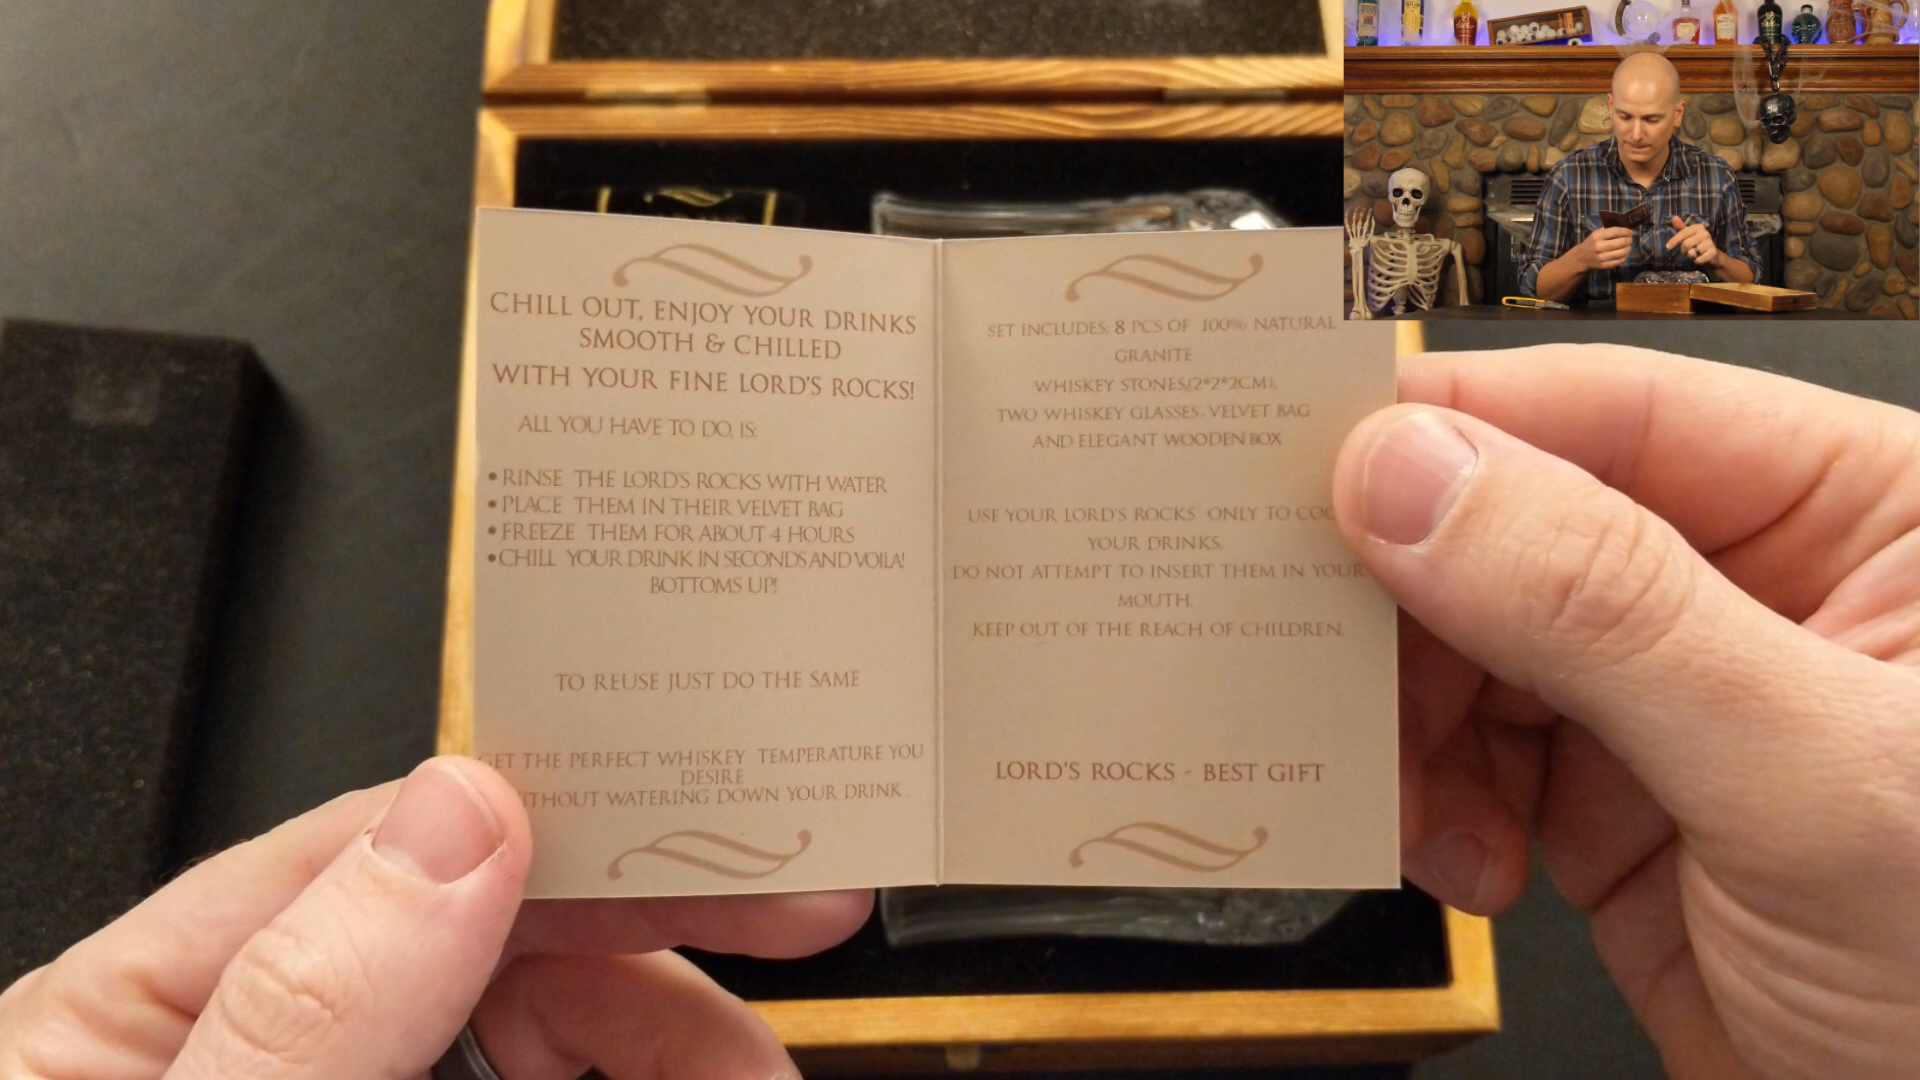 CHILL OUT, ENJOY YOUR DRINKS
SMOOTH & CHILLED
WITH YOUR FINE LORD'S ROCKS!
ALL YOU HAVE TO DO, IS:
• RINSE THE LORD'S ROCKS WITH WATER
• PLACE THEM IN THEIR VELVET BAG
• FREEZE THEM FOR ABOUT 4 HOURS
• CHILL YOUR DRINK IN SECONDS AND VOILA!
BOTTOMS UP!
TO REUSE JUST DO THE SAME
GET THE PERFECT WHISKEY TEMPERATURE YOU
DESIRE
WATERING DOWN YOUR DRINK
SET INCLUDES: 8 PCS OF 100% NATURAL
GRANITE
WHISKEY STONES,(2*2*2CM),
TWO WHISKEY GLASSES, VELVET BAG
AND ELEGANT WOODEN BOX
USE YOUR LORD'S ROCKS ONLY TO
YOUR DRINKS.
DO NOT ATTEMPT TO INSERT THEM IN YOUR
MOUTH.
KEEP OUT OF THE REACH OF CHILDREN.
LORD'S ROCKS - BEST GIFT